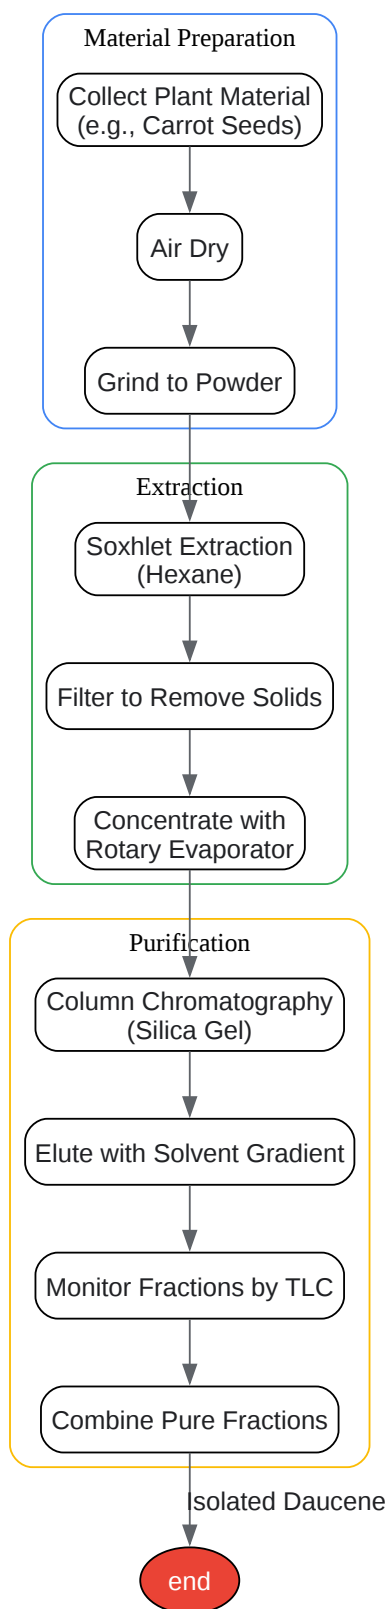 Material Preparation
Collect Plant Material
(e.g., Carrot Seeds)
Air Dry
Grind to Powder
Extraction
Soxhlet Extraction
(Hexane)
Filter to Remove Solids
Concentrate with
Rotary Evaporator
Purification
Column Chromatography
(Silica Gel)
Elute with Solvent Gradient
Monitor Fractions by TLC
Combine Pure Fractions
Isolated Daucene
end